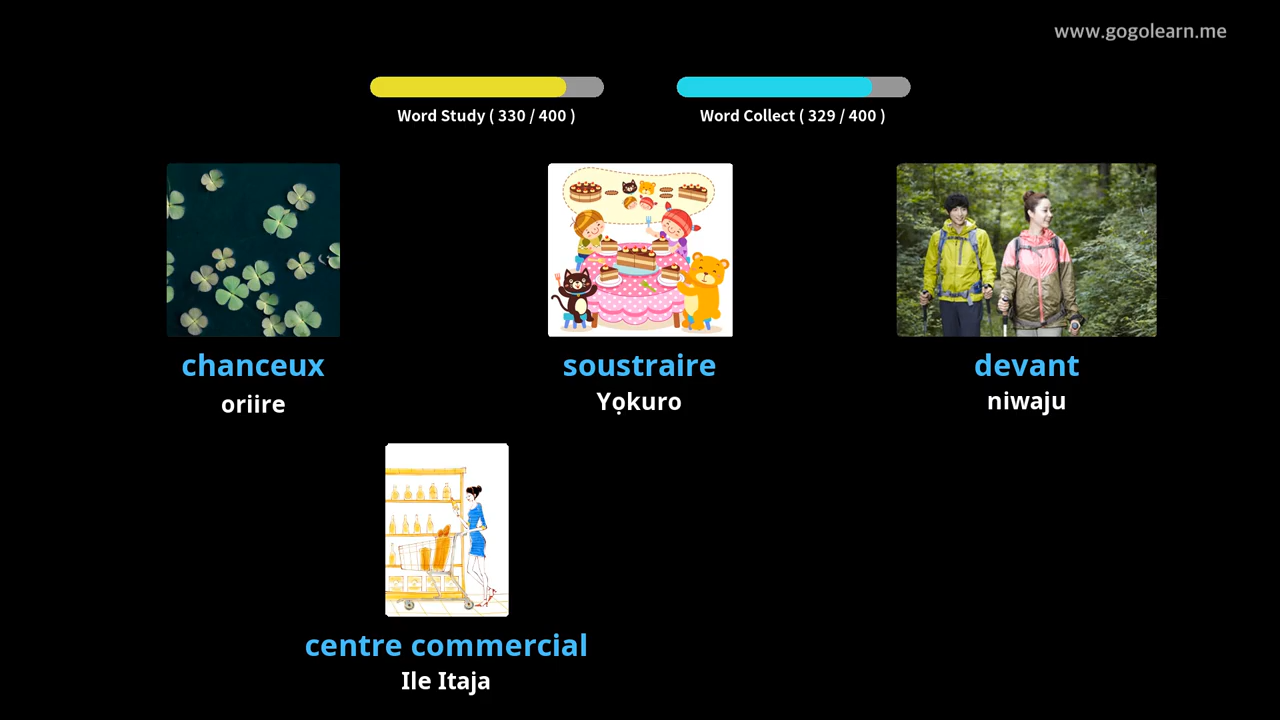 www.gogolearn.me
Word Study ( 330 / 400 )
Word Collect ( 329 / 400 )
chanceux
oriire
soustraire
Yọkuro
devant
niwaju
centre commercial
Ile Itaja